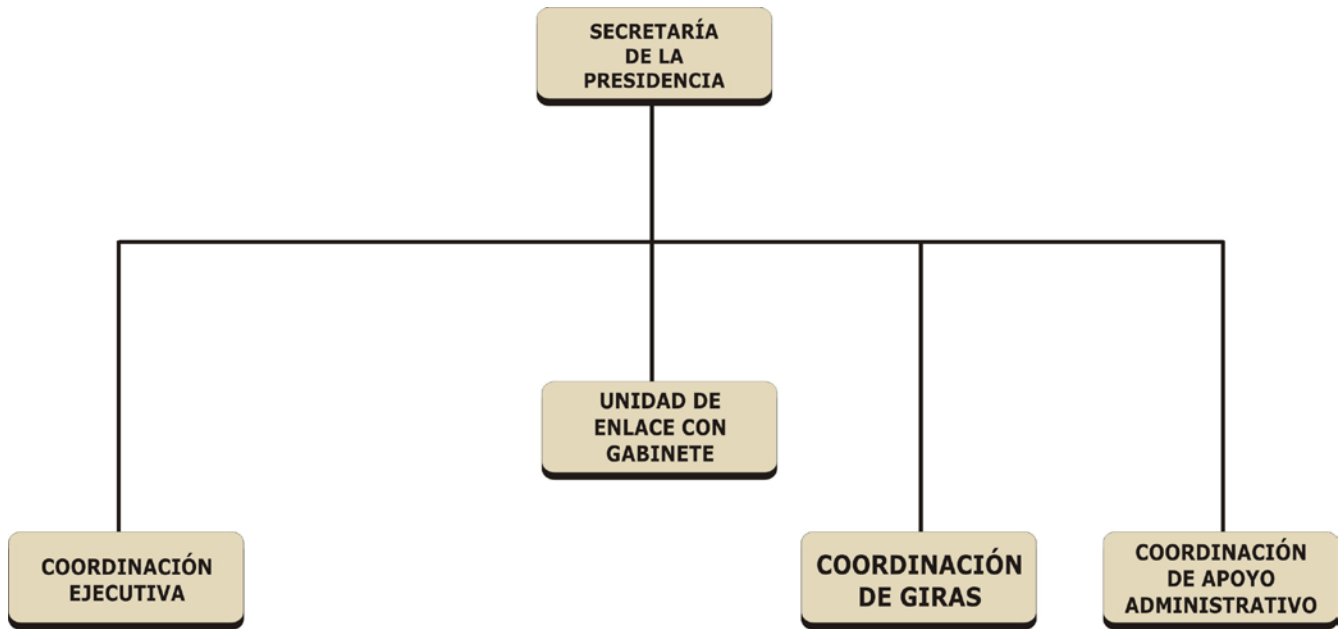 SECRETARÍA
DE LA
PRESIDENCIA
UNIDAD DE
ENLACE CON
GABINETE
COORDINACIÓN
EJECUTIVA
COORDINACIÓN
DE GIRAS
COORDINACIÓN
DE APOYO
ADMINISTRATIVO